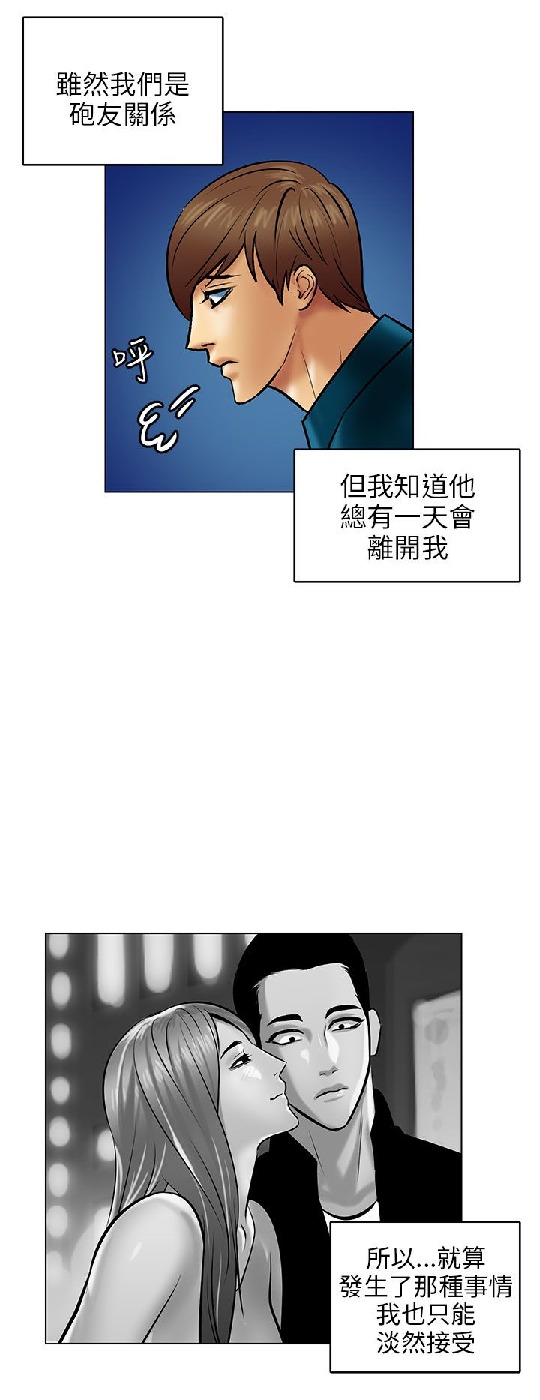 雖然我們是
砲友關係
呼
但我知道他
總有一天會
離開我
所以...就算
發生了那種事情
我也只能
淡然接受